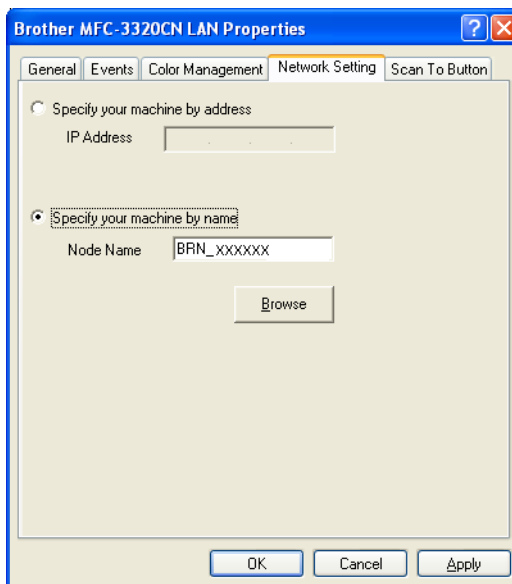 Brother MFC-3320CN LAN Properties
General Events Color Management Network Setting Scan To Button
Specify your machine by address
IP Address . . .
Specify your machine by name
Node Name BRN_xxxxxx
Browse
OK Cancel Apply